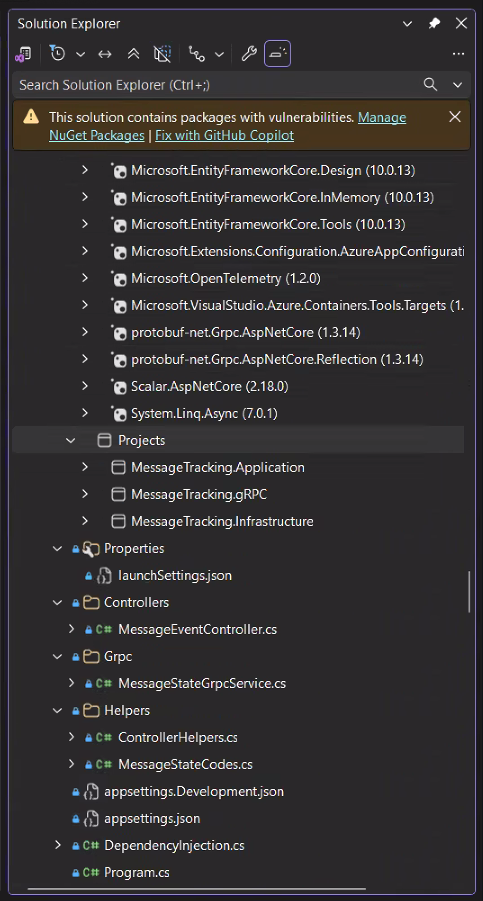 Solution Explorer
Search Solution Explorer (Ctrl+;)
This solution contains packages with vulnerabilities. Manage
NuGet Packages | Fix with GitHub Copilot
Microsoft.EntityFrameworkCore.Design (10.0.13)
Microsoft.EntityFrameworkCore.InMemory (10.0.13)
Microsoft.EntityFrameworkCore.Tools (10.0.13)
Microsoft.Extensions.Configuration.AzureAppConfigurati
Microsoft.OpenTelemetry (1.2.0)
Microsoft.VisualStudio.Azure.Containers.Tools.Targets (1.
protobuf-net.Grpc.AspNetCore (1.3.14)
protobuf-net.Grpc.AspNetCore.Reflection (1.3.14)
Scalar.AspNetCore (2.18.0)
System.Linq.Async (7.0.1)
Projects
MessageTracking.Application
MessageTracking.gRPC
MessageTracking.Infrastructure
Properties
launchSettings.json
Controllers
C# MessageEventController.cs
Grpc
C# MessageStateGrpcService.cs
Helpers
C# ControllerHelpers.cs
C# MessageStateCodes.cs
appsettings.Development.json
appsettings.json
C# DependencyInjection.cs
C# Program.cs